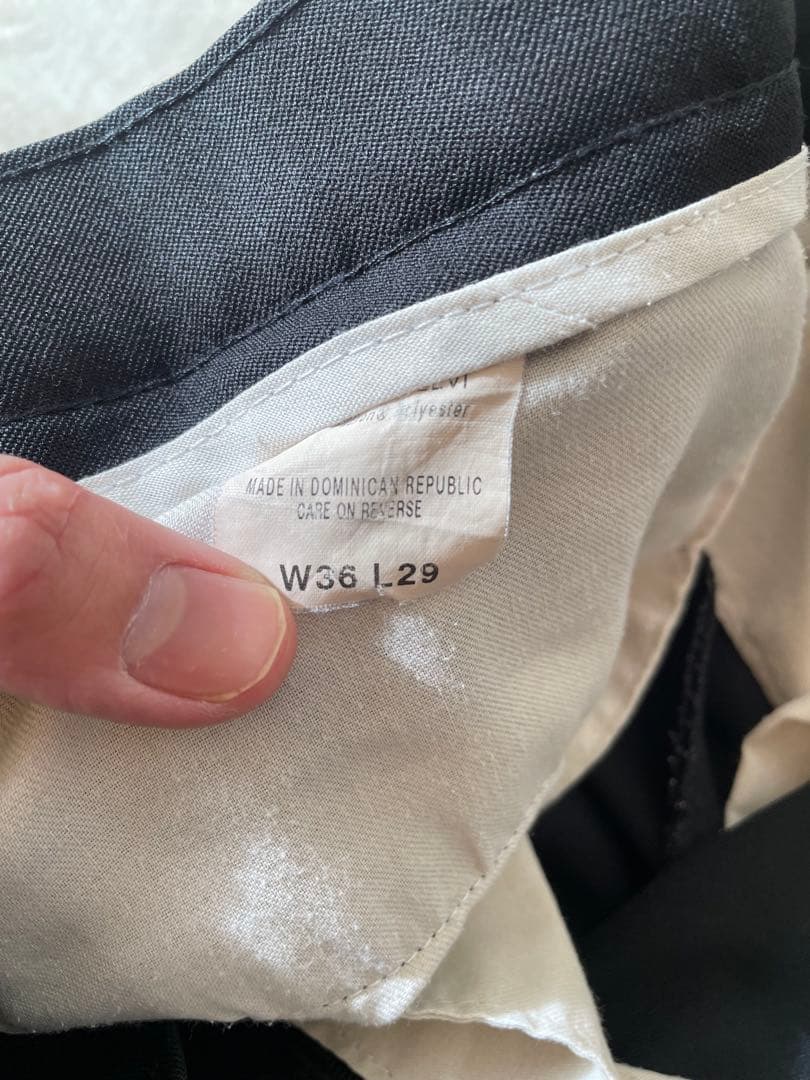 MADE IN DOMINICAN REPUBLIC
CARE ON REVERSE
W36 L29